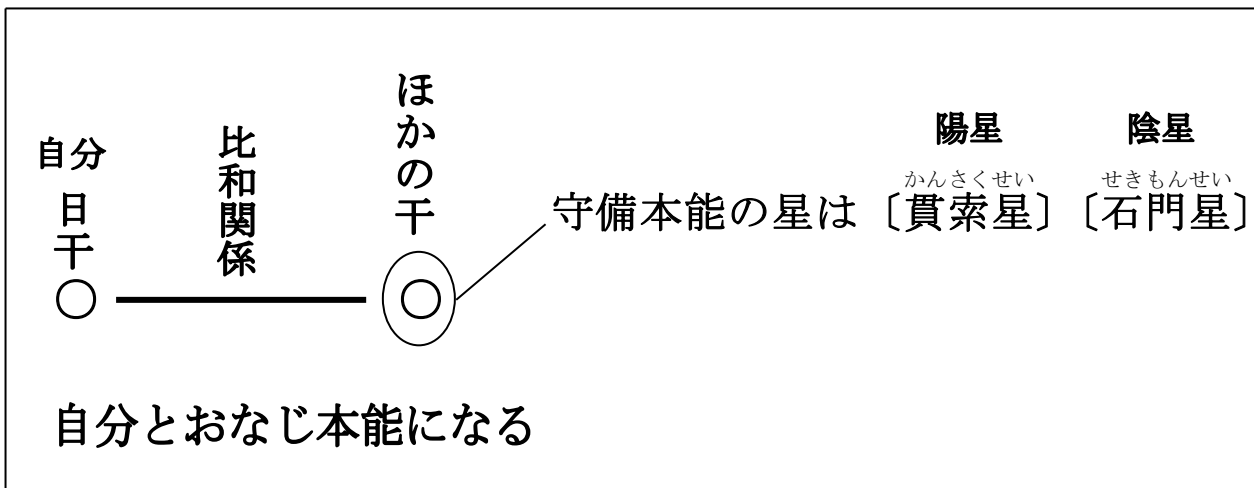 自分
日干
比和関係
ほかの干
陽星 陰星
かんさくせい せきもんせい
守備本能の星は〔貫索星〕〔石門星〕
自分とおなじ本能になる